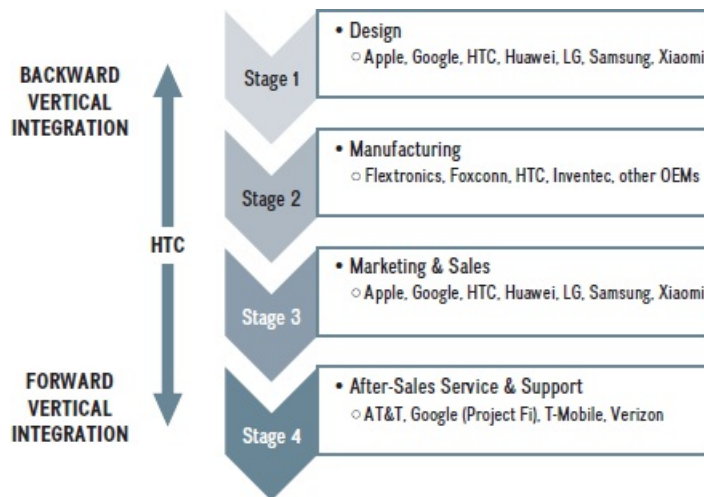 BACKWARD
VERTICAL
INTEGRATION
HTC
FORWARD
VERTICAL
INTEGRATION
Stage 1
• Design
○ Apple, Google, HTC, Huawei, LG, Samsung, Xiaomi
Stage 2
• Manufacturing
○ Flextronics, Foxconn, HTC, Inventec, other OEMs
Stage 3
• Marketing & Sales
○ Apple, Google, HTC, Huawei, LG, Samsung, Xiaomi
Stage 4
• After-Sales Service & Support
○ AT&T, Google (Project Fi), T-Mobile, Verizon